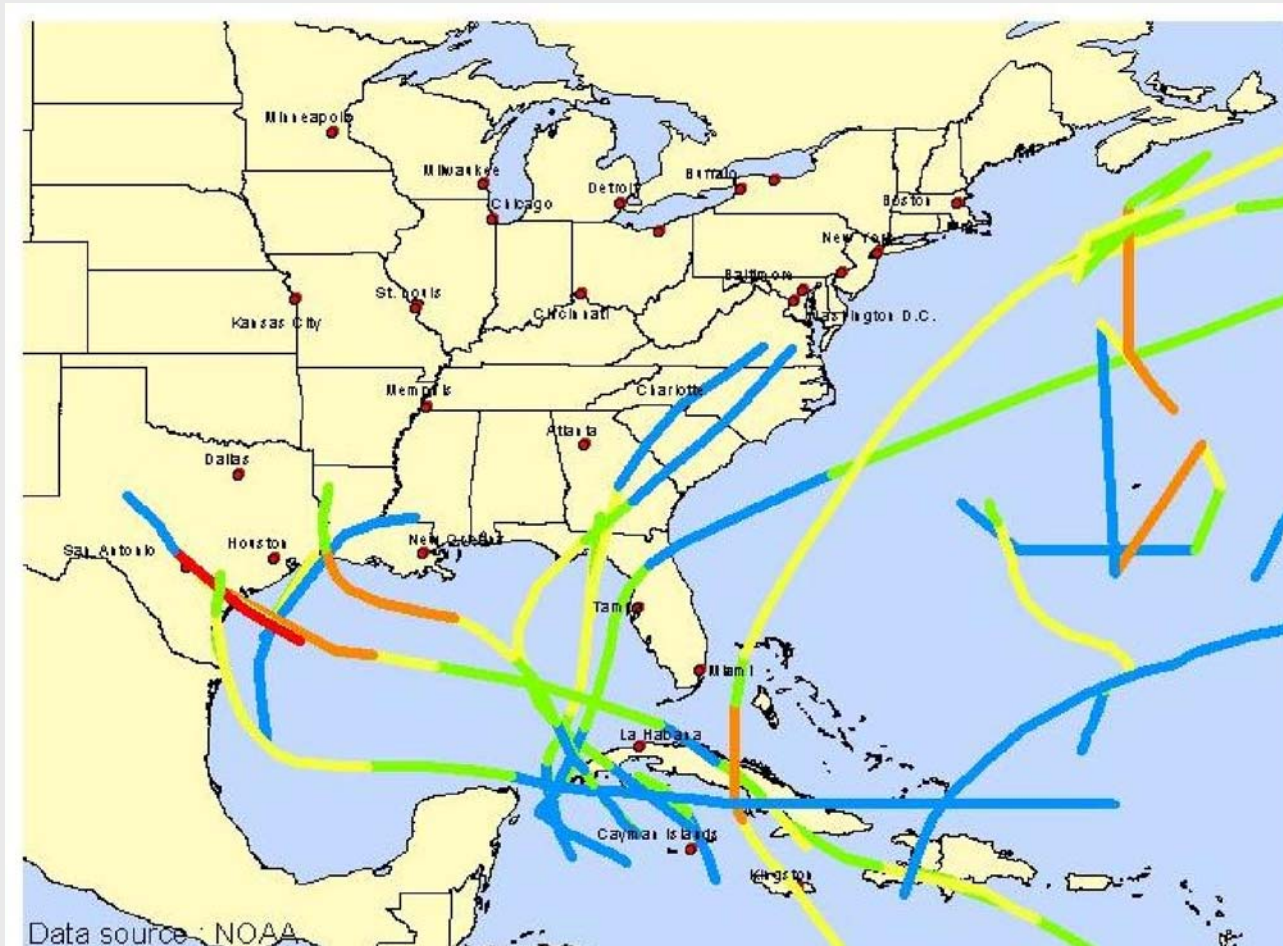 Minneapolis
Milwaukee
Chicago
Detroit
Buffalo
Boston
New York
Baltimore
Washington D.C.
Kansas City
St. Louis
Cincinnati
Memphis
Charlotte
Atlanta
Dallas
San Antonio
Houston
New Orleans
Tampa
Miami
La Habana
Cayman Islands
Kingston
Data source : NOAA